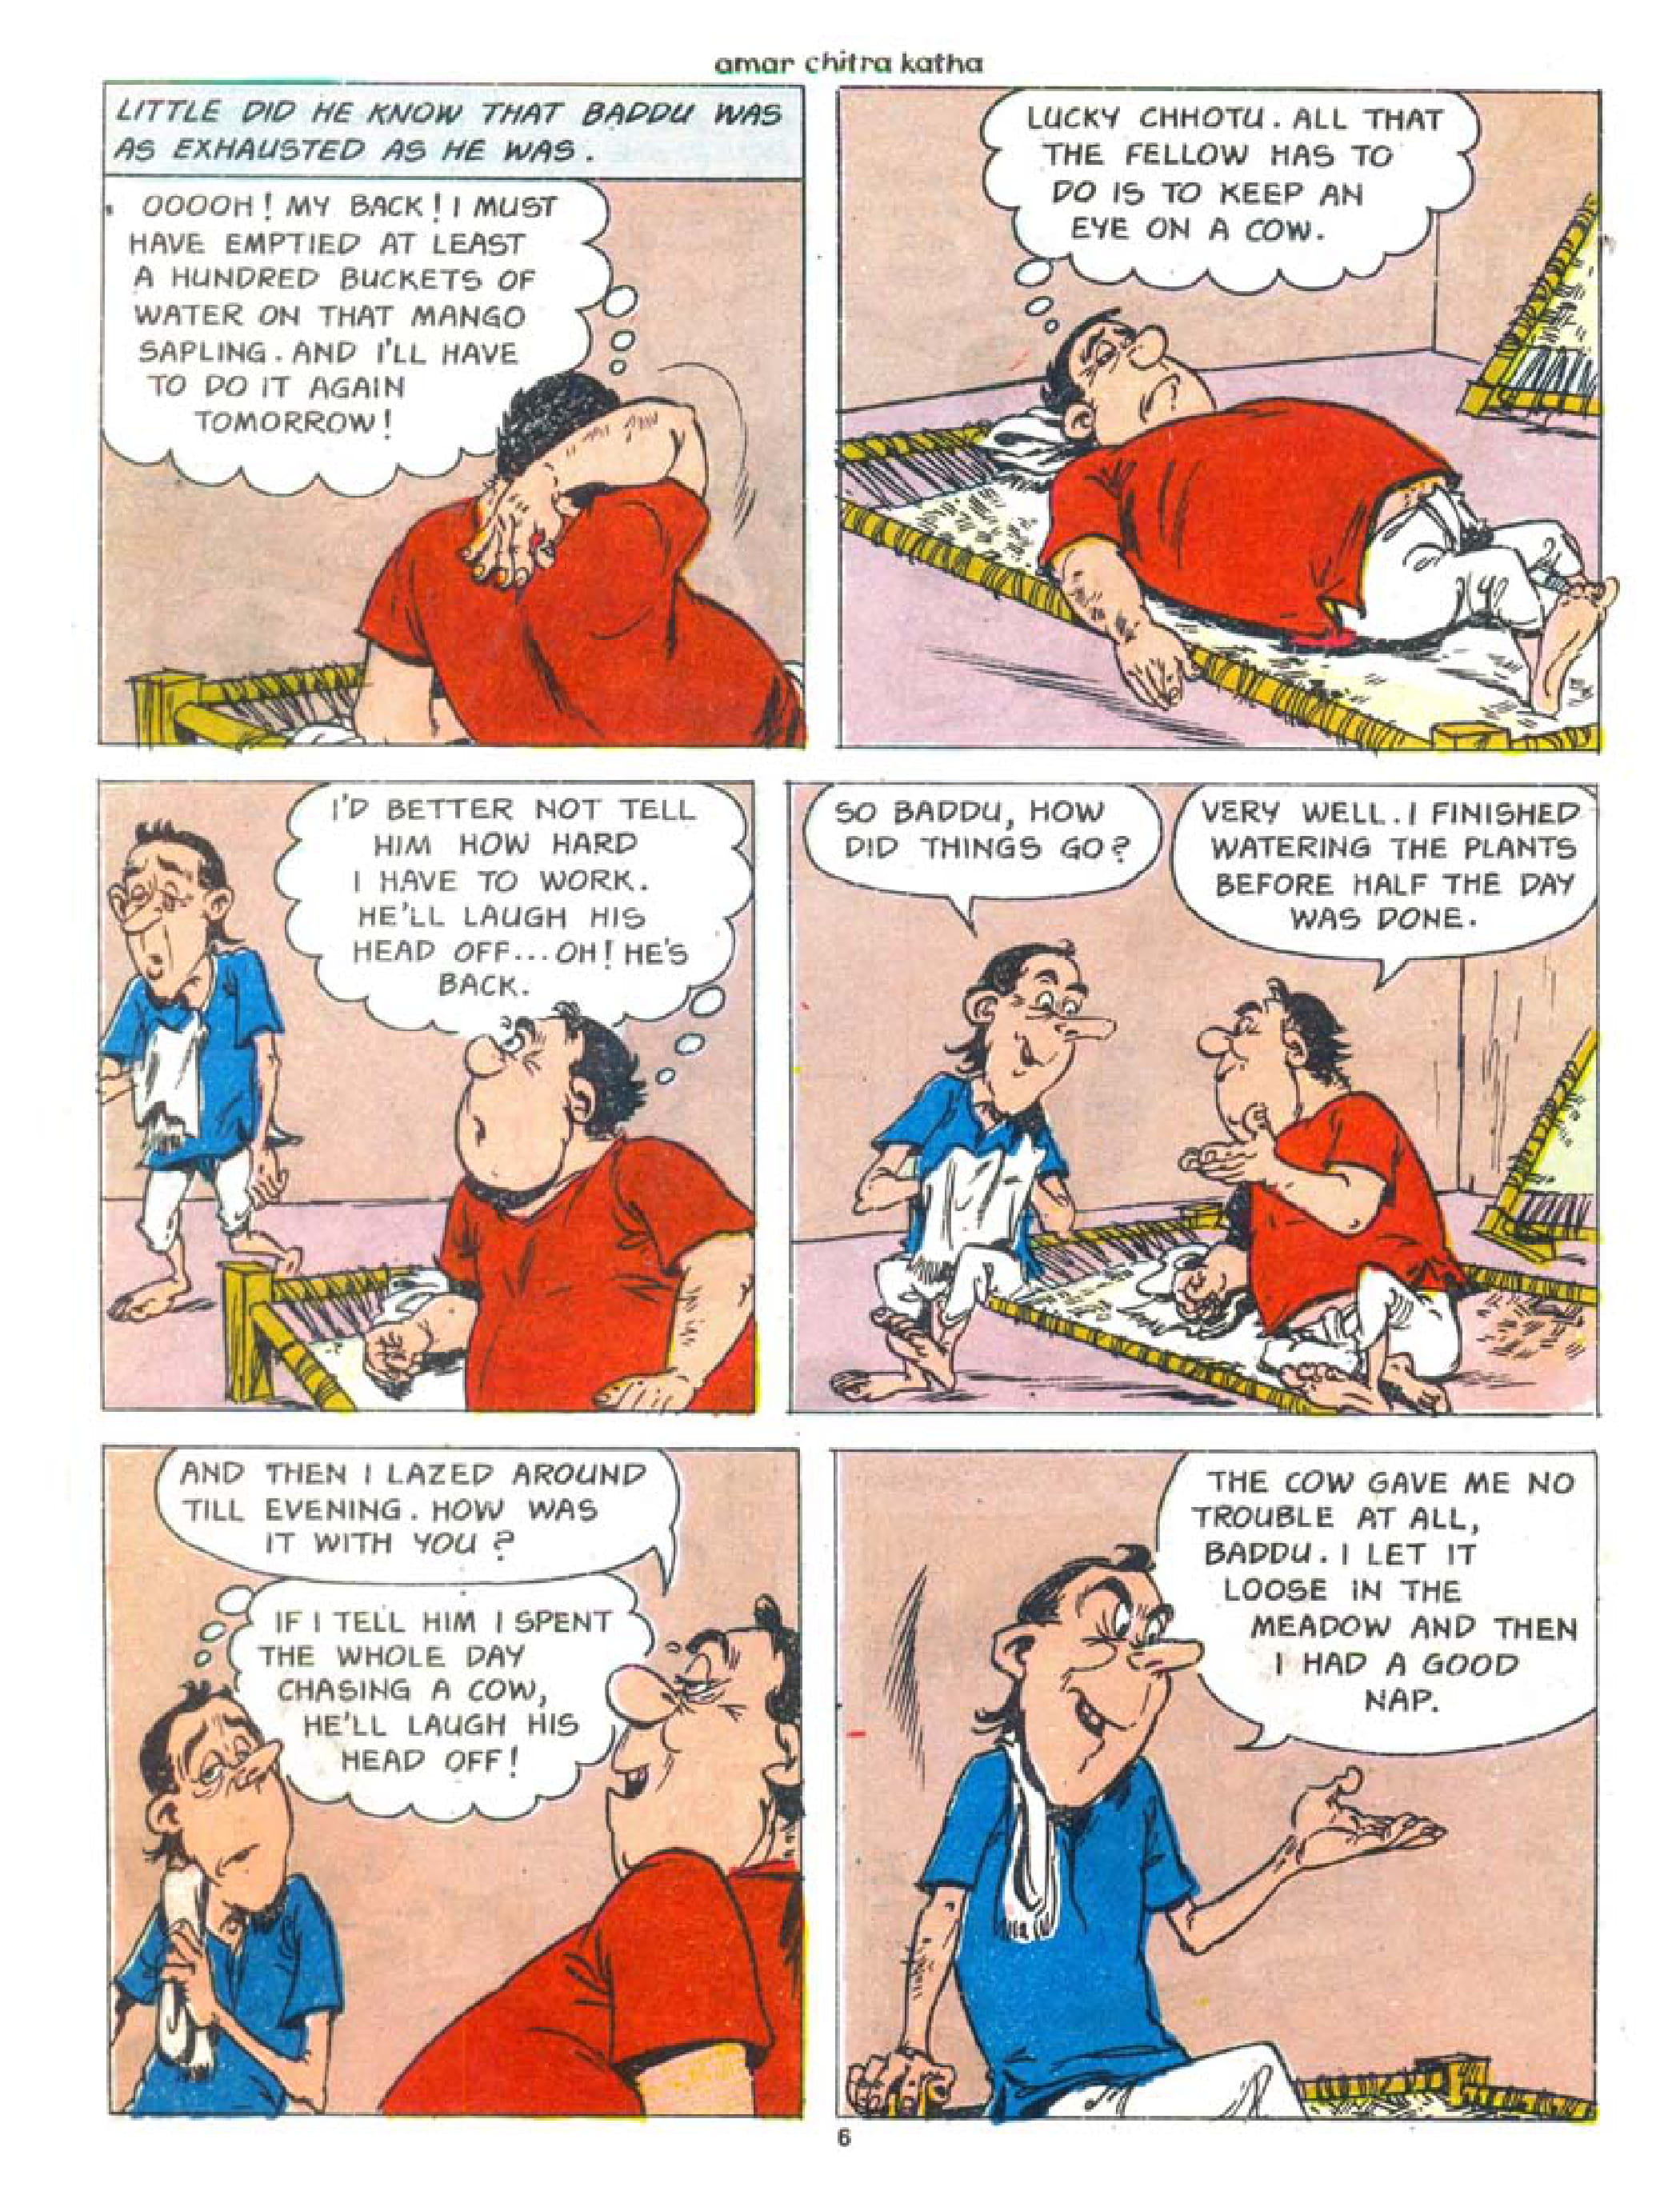 amar chitra katha
LITTLE DID HE KNOW THAT BADDU WAS
AS EXHAUSTED AS HE WAS.
OOOOH! MY BACK! I MUST
HAVE EMPTIED AT LEAST
A HUNDRED BUCKETS OF
WATER ON THAT MANGO
SAPLING. AND I'LL HAVE
TO DO IT AGAIN
TOMORROW!
LUCKY CHHOTU. ALL THAT
THE FELLOW HAS TO
DO IS TO KEEP AN
EYE ON A COW.
I'D BETTER NOT TELL
HIM HOW HARD
I HAVE TO WORK.
HE'LL LAUGH HIS
HEAD OFF...OH! HE'S
BACK.
SO BADDU, HOW
DID THINGS GO?
VERY WELL. I FINISHED
WATERING THE PLANTS
BEFORE HALF THE DAY
WAS DONE.
AND THEN I LAZED AROUND
TILL EVENING. HOW WAS
IT WITH YOU?
IF I TELL HIM I SPENT
THE WHOLE DAY
CHASING A COW,
HE'LL LAUGH HIS
HEAD OFF!
THE COW GAVE ME NO
TROUBLE AT ALL,
BADDU. I LET IT
LOOSE IN THE
MEADOW AND THEN
I HAD A GOOD
NAP.
6